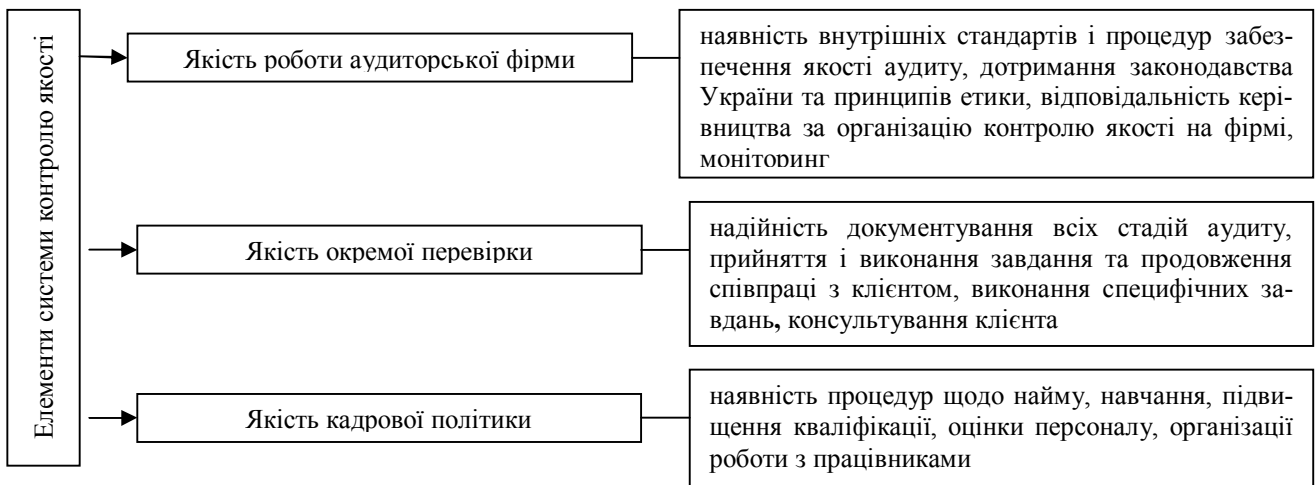 Елементи системи контролю якості
Якість роботи аудиторської фірми
наявність внутрішніх стандартів і процедур забез-
печення якості аудиту, дотримання законодавства
України та принципів етики, відповідальність кері-
вництва за організацію контролю якості на фірмі,
моніторинг
Якість окремої перевірки
надійність документування всіх стадій аудиту,
прийняття і виконання завдання та продовження
співпраці з клієнтом, виконання специфічних за-
вдань, консультування клієнта
Якість кадрової політики
наявність процедур щодо найму, навчання, підви-
щення кваліфікації, оцінки персоналу, організації
роботи з працівниками